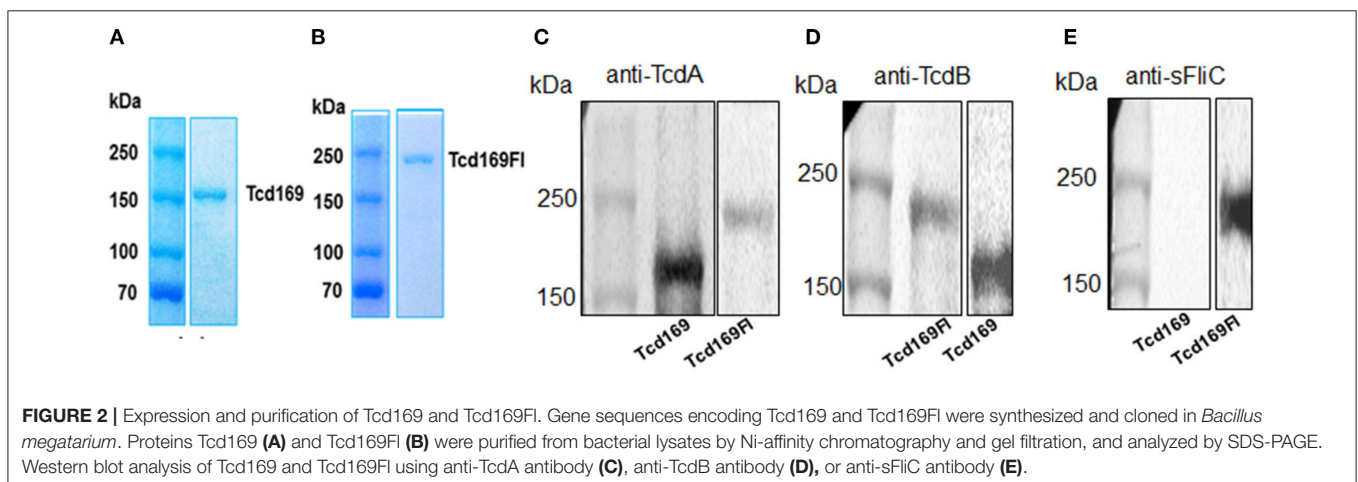 A
B
C
D
E
kDa
250
150
100
70
Tcd169
kDa
250
150
100
70
Tcd169Fl
kDa
anti-TcdA
250
150
Tcd169
Tcd169Fl
kDa
anti-TcdB
250
150
Tcd169Fl
Tcd169
kDa
anti-sFliC
250
150
Tcd169
Tcd169Fl
FIGURE 2 | Expression and purification of Tcd169 and Tcd169Fl. Gene sequences encoding Tcd169 and Tcd169Fl were synthesized and cloned in Bacillus
megatarium. Proteins Tcd169 (A) and Tcd169Fl (B) were purified from bacterial lysates by Ni-affinity chromatography and gel filtration, and analyzed by SDS-PAGE.
Western blot analysis of Tcd169 and Tcd169Fl using anti-TcdA antibody (C), anti-TcdB antibody (D), or anti-sFliC antibody (E).